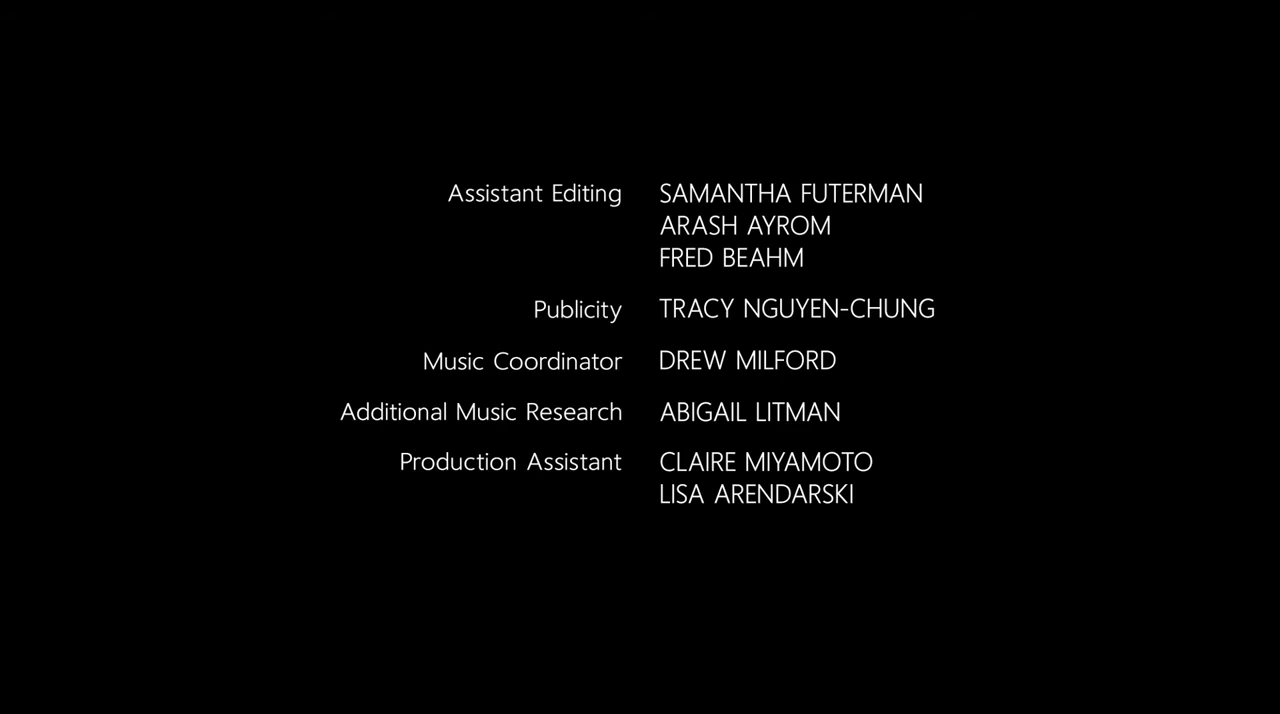 Assistant Editing SAMANTHA FUTERMAN
ARASH AYROM
FRED BEAHM
Publicity TRACY NGUYEN-CHUNG
Music Coordinator DREW MILFORD
Additional Music Research ABIGAIL LITMAN
Production Assistant CLAIRE MIYAMOTO
LISA ARENDARSKI